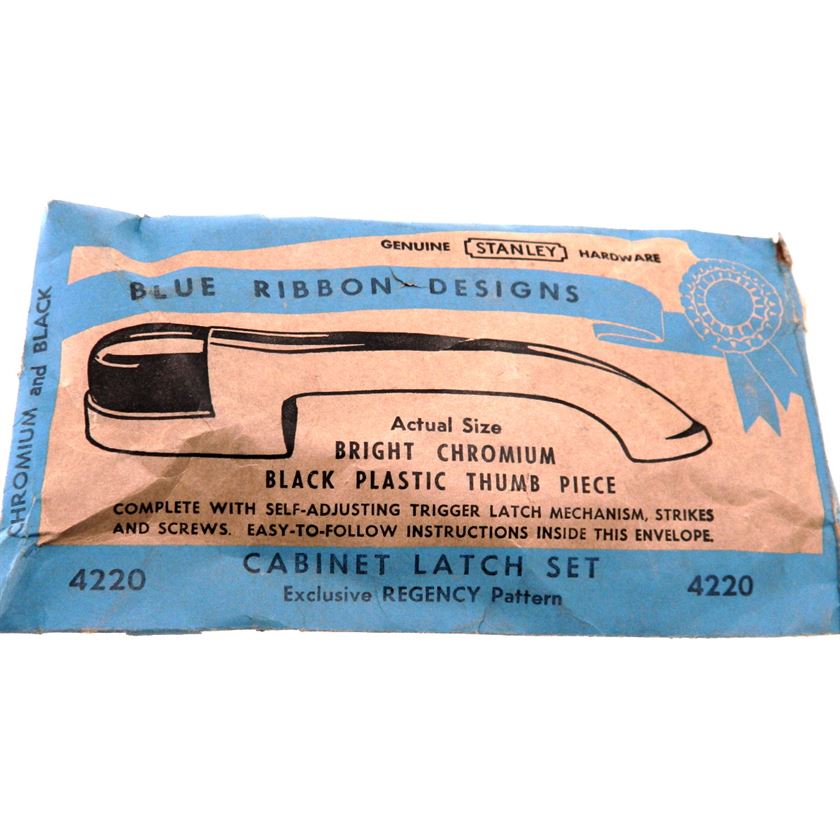 GENUINE STANLEY HARDWARE
BLUE RIBBON DESIGNS
CHROMIUM and BLACK
Actual Size
BRIGHT CHROMIUM
BLACK PLASTIC THUMB PIECE
COMPLETE WITH SELF-ADJUSTING TRIGGER LATCH MECHANISM, STRIKES
AND SCREWS. EASY-TO-FOLLOW INSTRUCTIONS INSIDE THIS ENVELOPE.
4220 CABINET LATCH SET 4220
Exclusive REGENCY Pattern